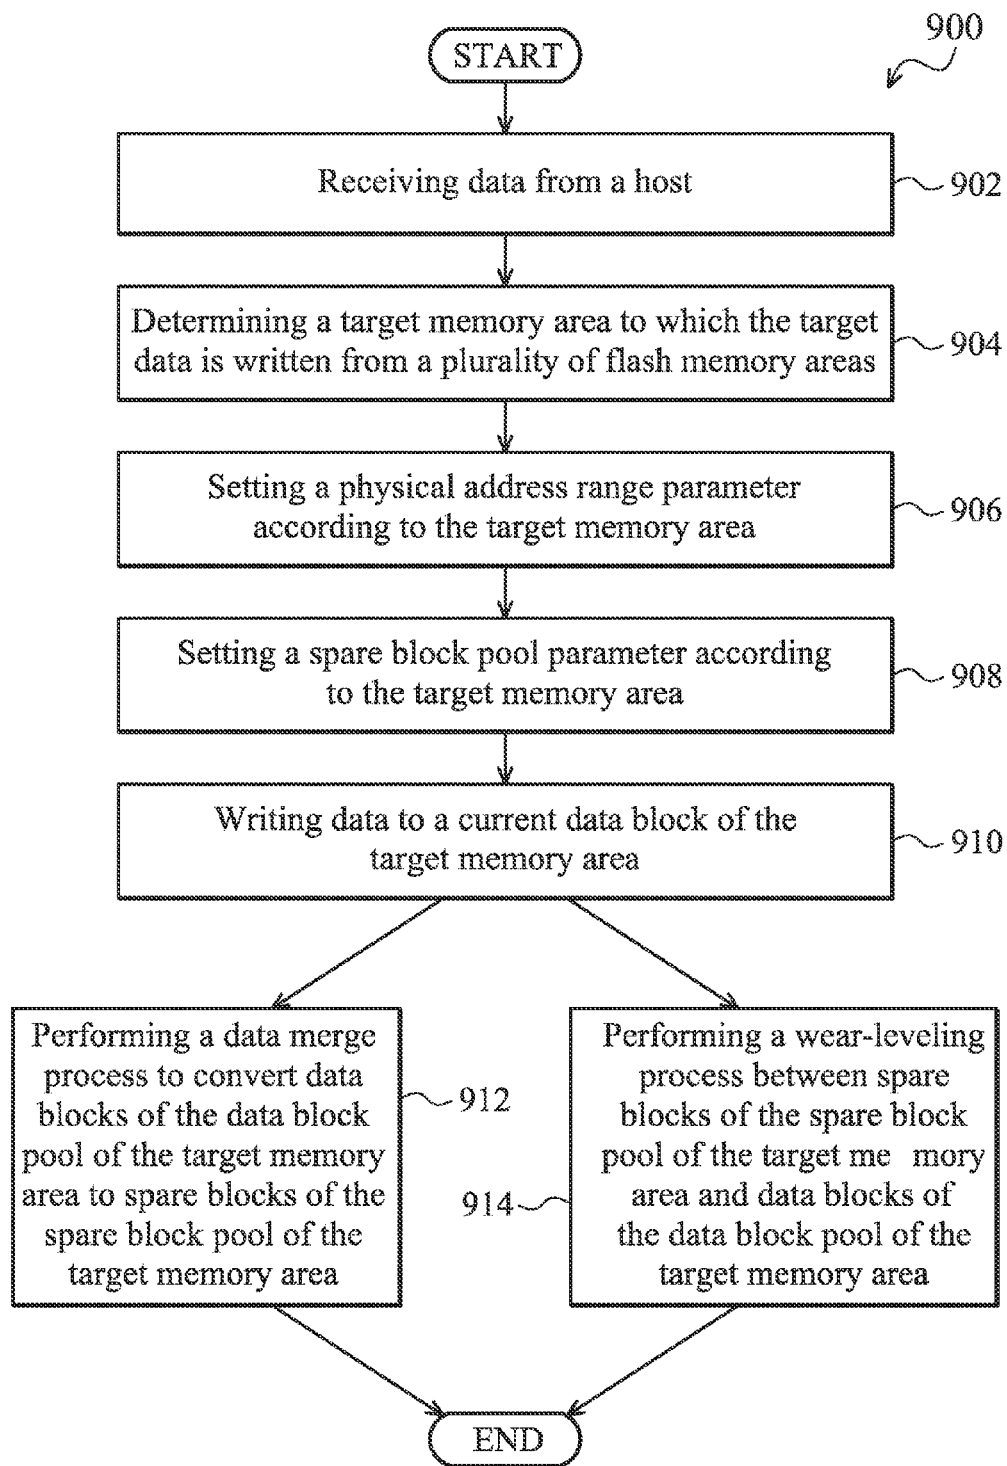 900
START
Receiving data from a host
902
Determining a target memory area to which the target
data is written from a plurality of flash memory areas
904
Setting a physical address range parameter
according to the target memory area
906
Setting a spare block pool parameter according
to the target memory area
908
Writing data to a current data block of the
target memory area
910
Performing a data merge
process to convert data
blocks of the data block
pool of the target memory
area to spare blocks of the
spare block pool of the
target memory area
912
Performing a wear-leveling
process between spare
blocks of the spare block
pool of the target me mory
area and data blocks of
the data block pool of the
target memory area
914
END